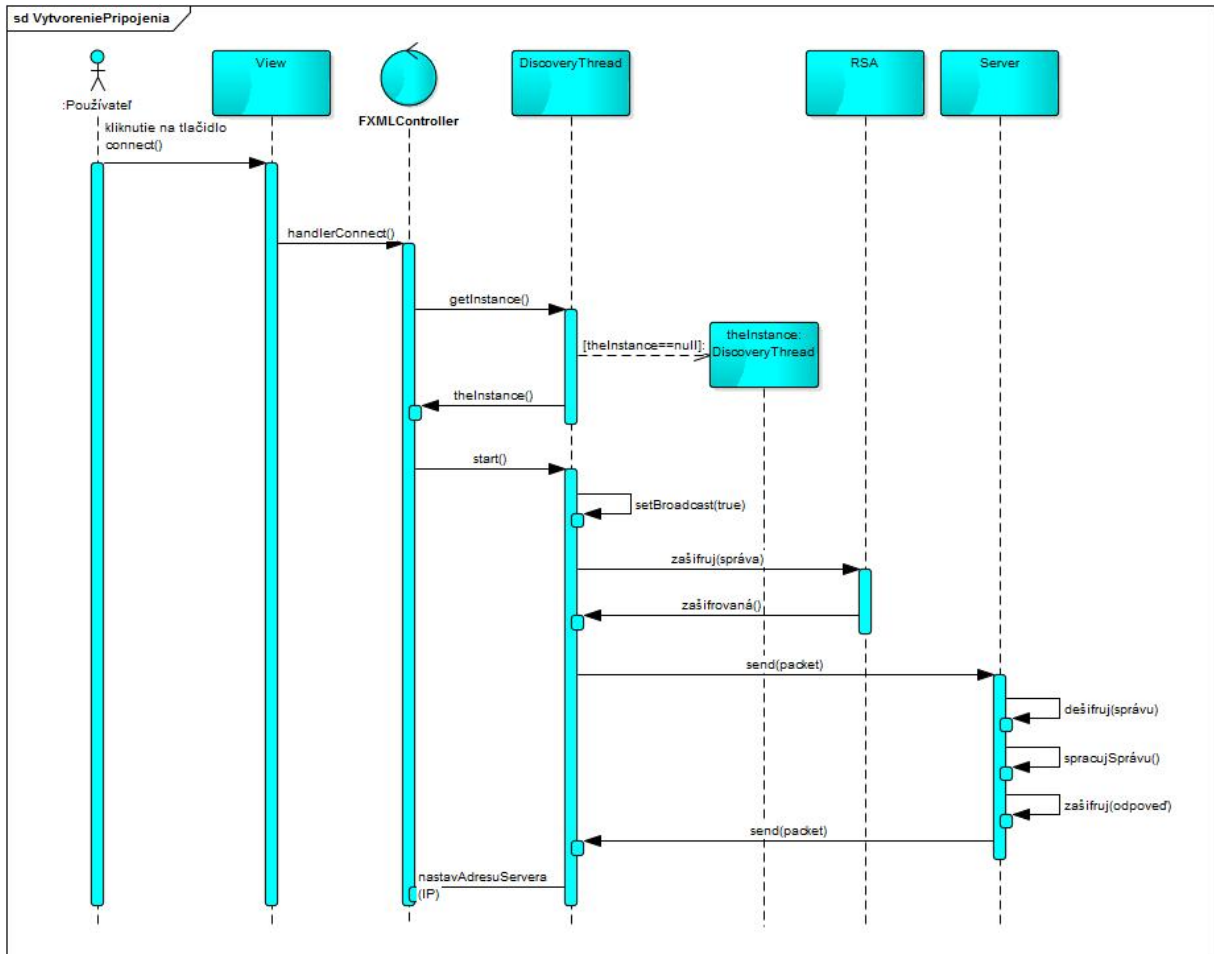 sd VytvoreniePripojenia
:Používateľ
View
FXMLController
DiscoveryThread
RSA
Server
kliknutie na tlačidlo
connect()
handlerConnect()
getInstance()
[theInstance==null]:
theInstance:
DiscoveryThread
theInstance()
start()
setBroadcast(true)
zašifruj(správa)
zašifrovaná()
send(packet)
dešifruj(správu)
spracujSprávu()
zašifruj(odpoveď)
send(packet)
nastavAdresuServera
(IP)